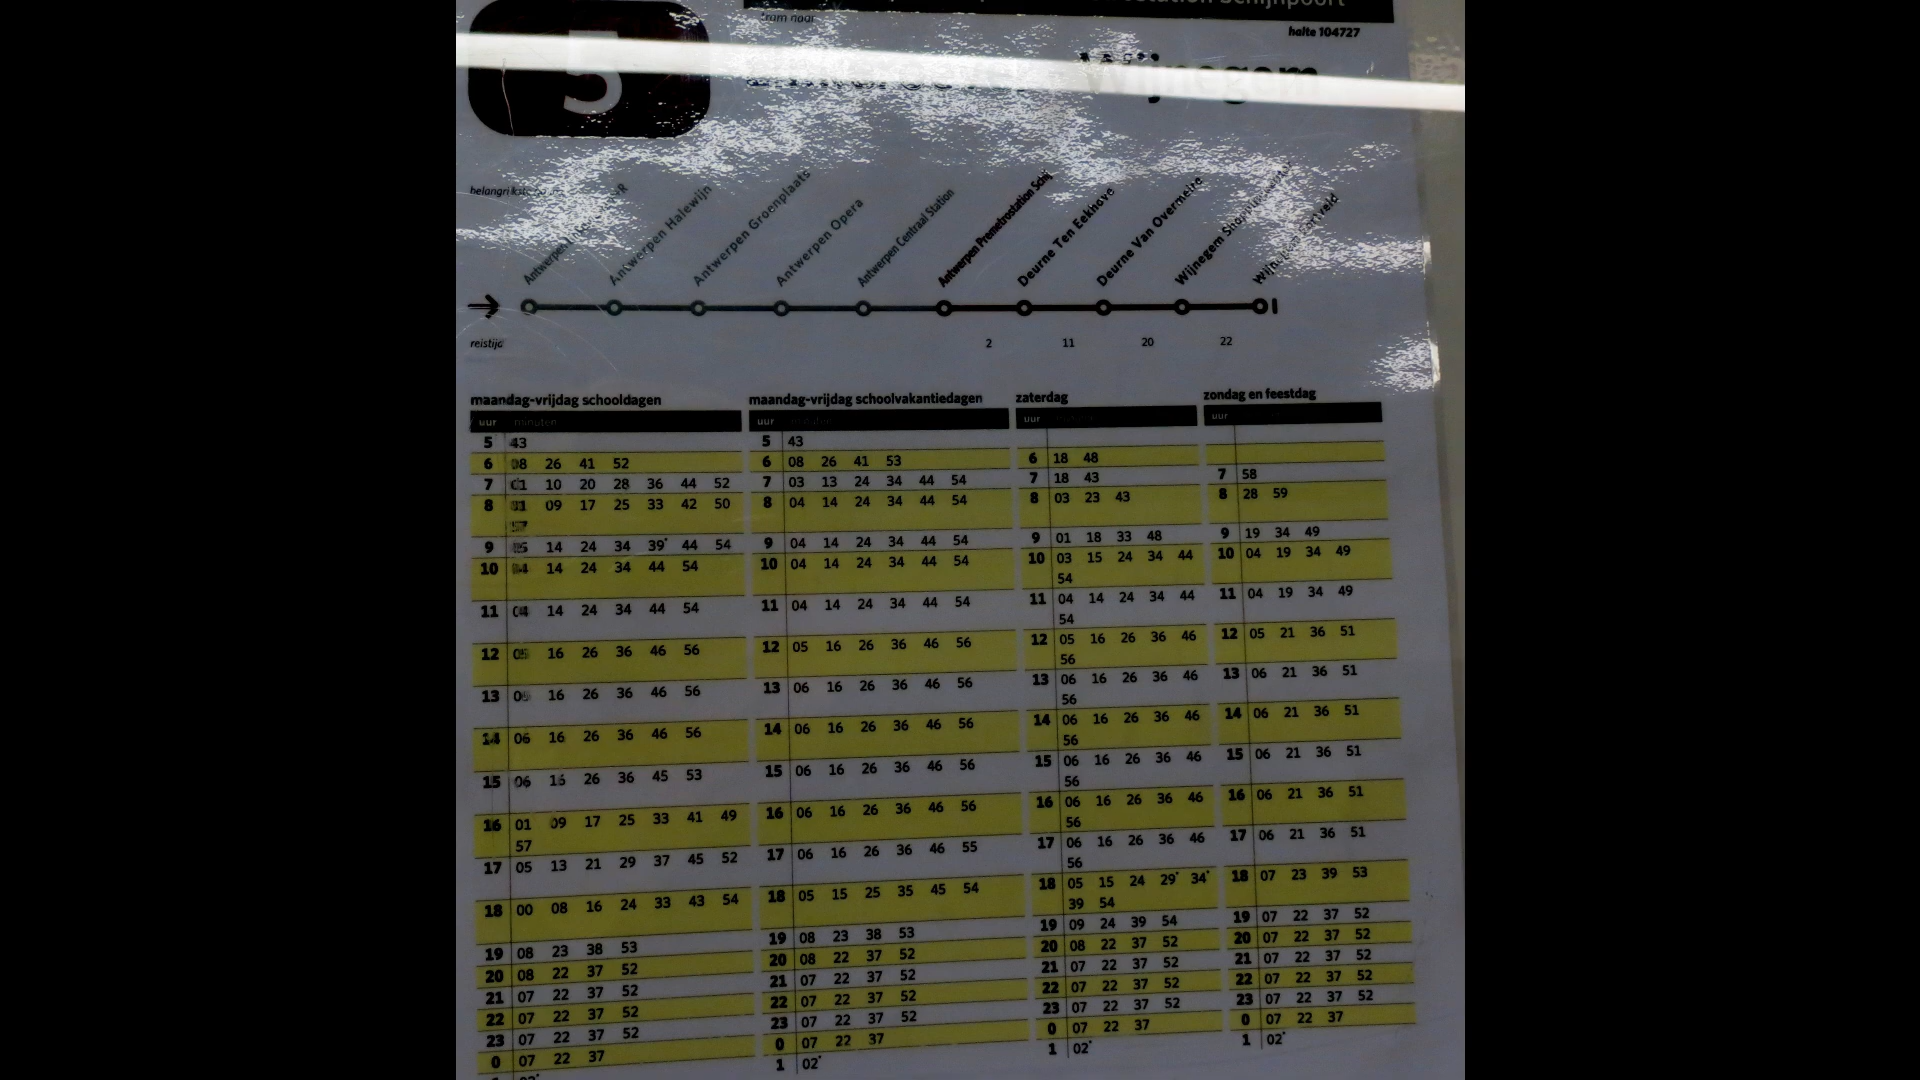 tram naar
halte 104727
5
Wijnegem
Antwerpen Halewijn
Antwerpen Groenplaats
Antwerpen Opera
Antwerpen Centraal Station
Antwerpen Premetrostation Schij
Deurne Ten Eekhove
Deurne Van Overmeire
Wijnegem
reistijd 2 11 20 22
maandag-vrijdag schooldagen
uur minuten
5 43
6 08 26 41 52
7 01 10 20 28 36 44 52
8 01 09 17 25 33 42 50
57
9 05 14 24 34 39* 44 54
10 04 14 24 34 44 54
11 04 14 24 34 44 54
12 05 16 26 36 46 56
13 06 16 26 36 46 56
14 06 16 26 36 46 56
15 06 16 26 36 45 53
16 01 09 17 25 33 41 49
57
17 05 13 21 29 37 45 52
18 00 08 16 24 33 43 54
19 08 23 38 53
20 08 22 37 52
21 07 22 37 52
22 07 22 37 52
23 07 22 37 52
0 07 22 37
maandag-vrijdag schoolvakantiedagen
uur minuten
5 43
6 08 26 41 53
7 03 13 24 34 44 54
8 04 14 24 34 44 54
9 04 14 24 34 44 54
10 04 14 24 34 44 54
11 04 14 24 34 44 54
12 05 16 26 36 46 56
13 06 16 26 36 46 56
14 06 16 26 36 46 56
15 06 16 26 36 46 56
16 06 16 26 36 46 56
17 06 16 26 36 46 55
18 05 15 25 35 45 54
19 08 23 38 53
20 08 22 37 52
21 07 22 37 52
22 07 22 37 52
23 07 22 37 52
0 07 22 37
1 02*
zaterdag
uur
6 18 48
7 18 43
8 03 23 43
9 01 18 33 48
10 03 15 24 34 44
54
11 04 14 24 34 44
54
12 05 16 26 36 46
56
13 06 16 26 36 46
56
14 06 16 26 36 46
56
15 06 16 26 36 46
56
16 06 16 26 36 46
56
17 06 16 26 36 46
56
18 05 15 24 29* 34*
39 54
19 09 24 39 54
20 08 22 37 52
21 07 22 37 52
22 07 22 37 52
23 07 22 37 52
0 07 22 37
1 02*
zondag en feestdag
uur
7 58
8 28 59
9 19 34 49
10 04 19 34 49
11 04 19 34 49
12 05 21 36 51
13 06 21 36 51
14 06 21 36 51
15 06 21 36 51
16 06 21 36 51
17 06 21 36 51
18 07 23 39 53
19 07 22 37 52
20 07 22 37 52
21 07 22 37 52
22 07 22 37 52
23 07 22 37 52
0 07 22 37
1 02*